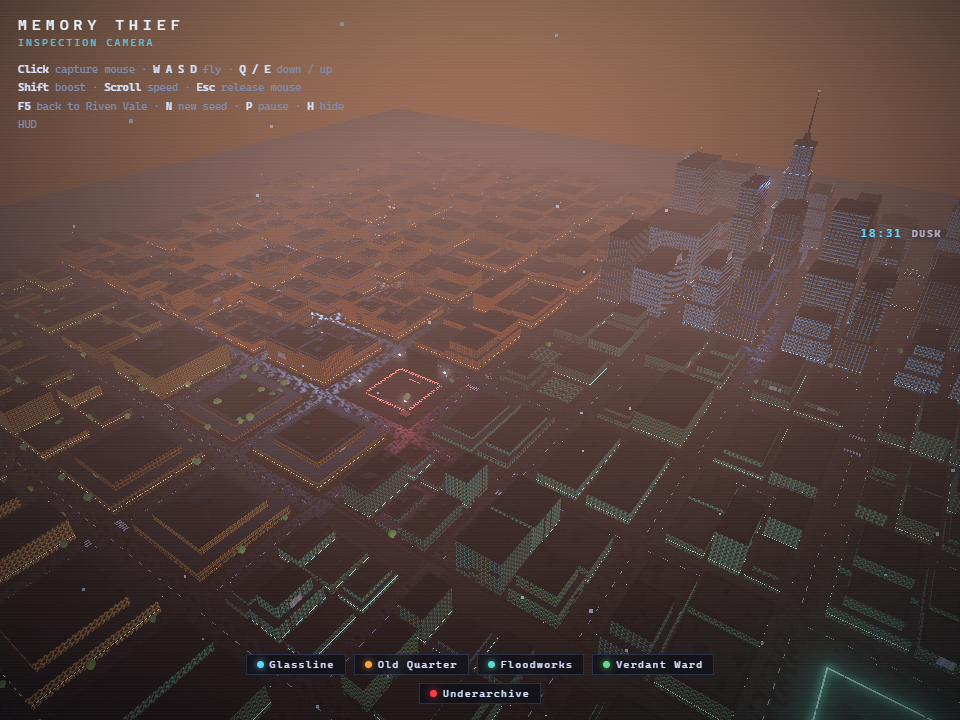 MEMORY THIEF
INSPECTION CAMERA
Click capture mouse · W A S D fly · Q / E down / up
Shift boost · Scroll speed · Esc release mouse
F5 back to Riven Vale · N new seed · P pause · H hide
HUD
18:31 DUSK
Glassline Old Quarter Floodworks Verdant Ward
Underarchive